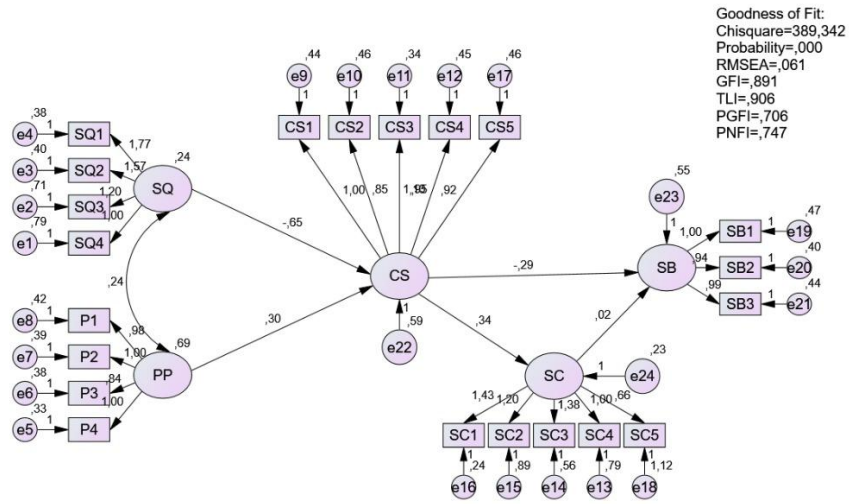 Goodness of Fit:
Chisquare=389,342
Probability=,000
RMSEA=,061
GFI=,891
TLI=,906
PGFI=,706
PNFI=,747
,44 ,46 ,34 ,45 ,46
e9 e10 e11 e12 e17
1 1 1 1 1
CS1 CS2 CS3 CS4 CS5
1,00 ,85 ,92
,38
e4 1 SQ1
1,77
,40
e3 1 SQ2
1,57
,71
e2 1 SQ3
1,20
,79
e1 1 SQ4
1,00
,24
SQ
-,65
,24
,42
e8 1 P1
,98
,39
e7 1 P2
1,00
,38
e6 1 P3
,84
,33
e5 1 P4
1,00
,69
PP
,30
CS
1
,59
e22
-,29
,34
,55
e23
1
SB
1,00 SB1 1 e19 ,47
,94 SB2 1 e20 ,40
,99 SB3 1 e21 ,44
,02
SC
1
e24
,23
1,43 1,20 1,38 1,00 ,66
SC1 SC2 SC3 SC4 SC5
1 1 1 1 1
,24 ,89 ,56 ,79 1,12
e16 e15 e14 e13 e18